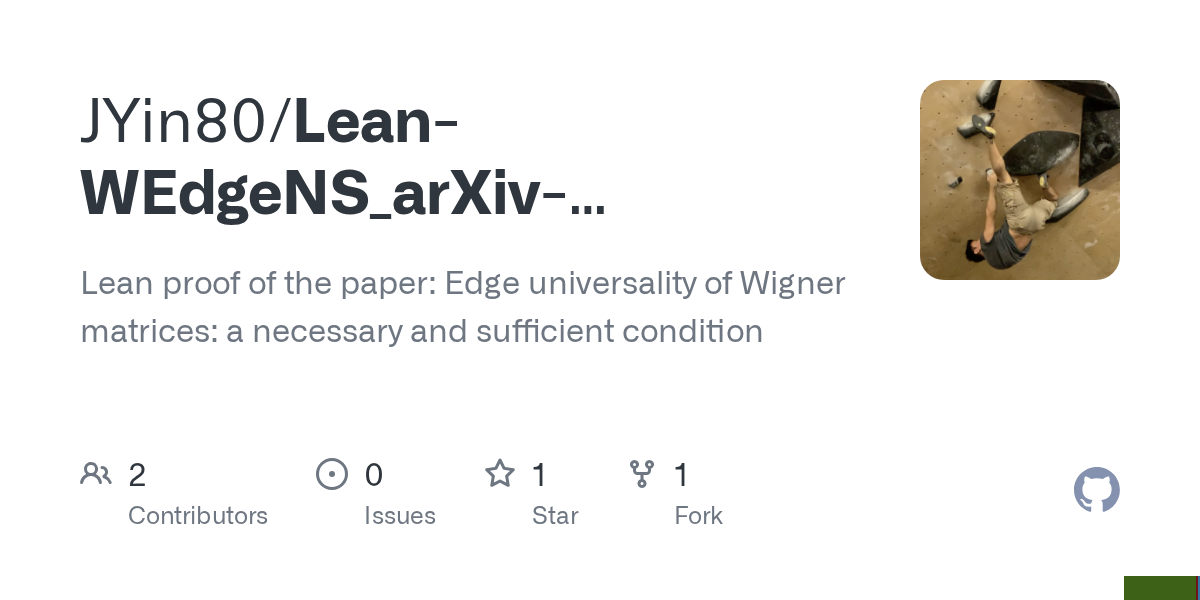 JYin80/Lean-
WEdgeNS_arXiv-...
Lean proof of the paper: Edge universality of Wigner
matrices: a necessary and sufficient condition
2 0 1 1
Contributors Issues Star Fork